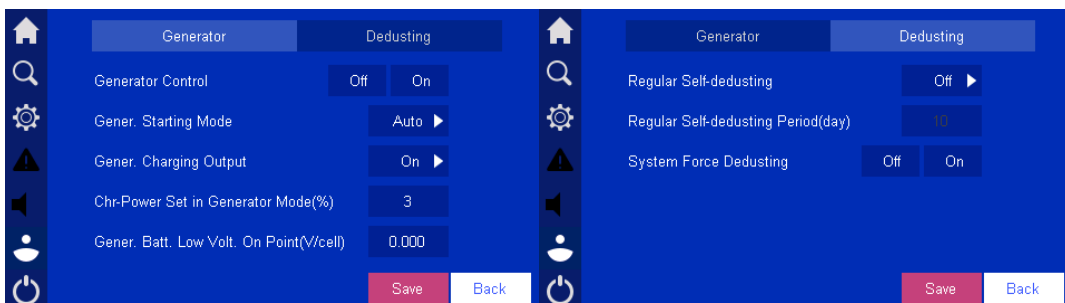 Generator Dedusting
Generator Control Off On
Gener. Starting Mode Auto
Gener. Charging Output On
Chr-Power Set in Generator Mode(%) 3
Gener. Batt. Low Volt. On Point(V/cell) 0.000
Save Back
Generator Dedusting
Regular Self-dedusting Off
Regular Self-dedusting Period(day) 10
System Force Dedusting Off On
Save Back